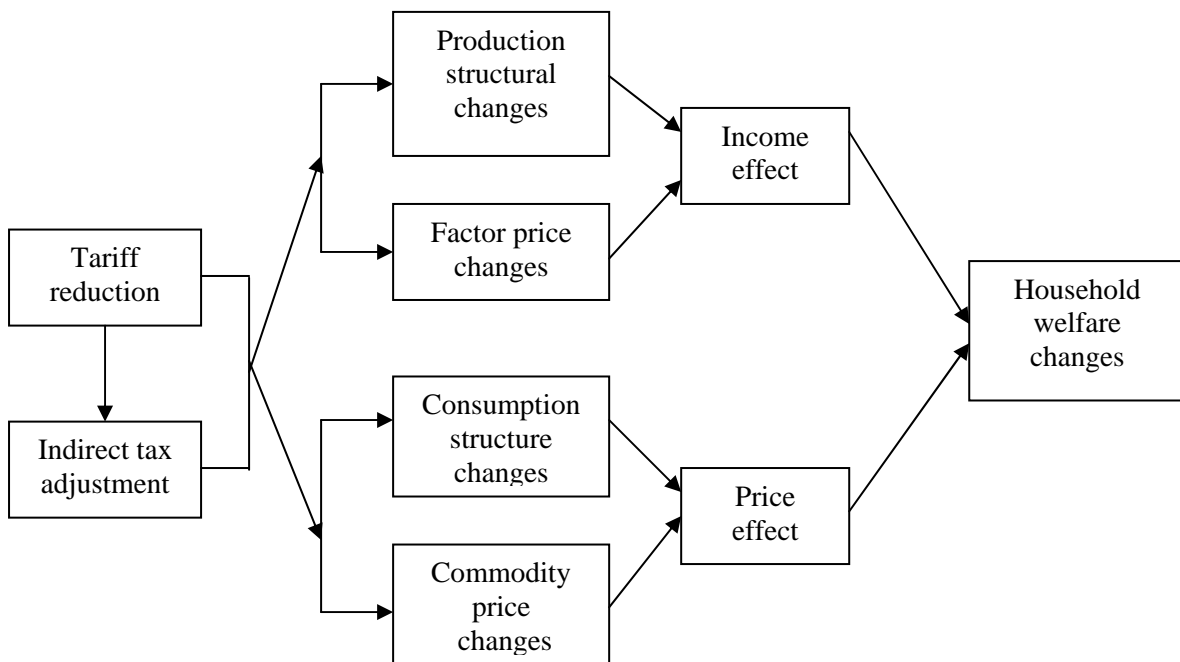 Production
structural
changes
Income
effect
Factor price
changes
Tariff
reduction
Household
welfare
changes
Indirect tax
adjustment
Consumption
structure
changes
Price
effect
Commodity
price
changes